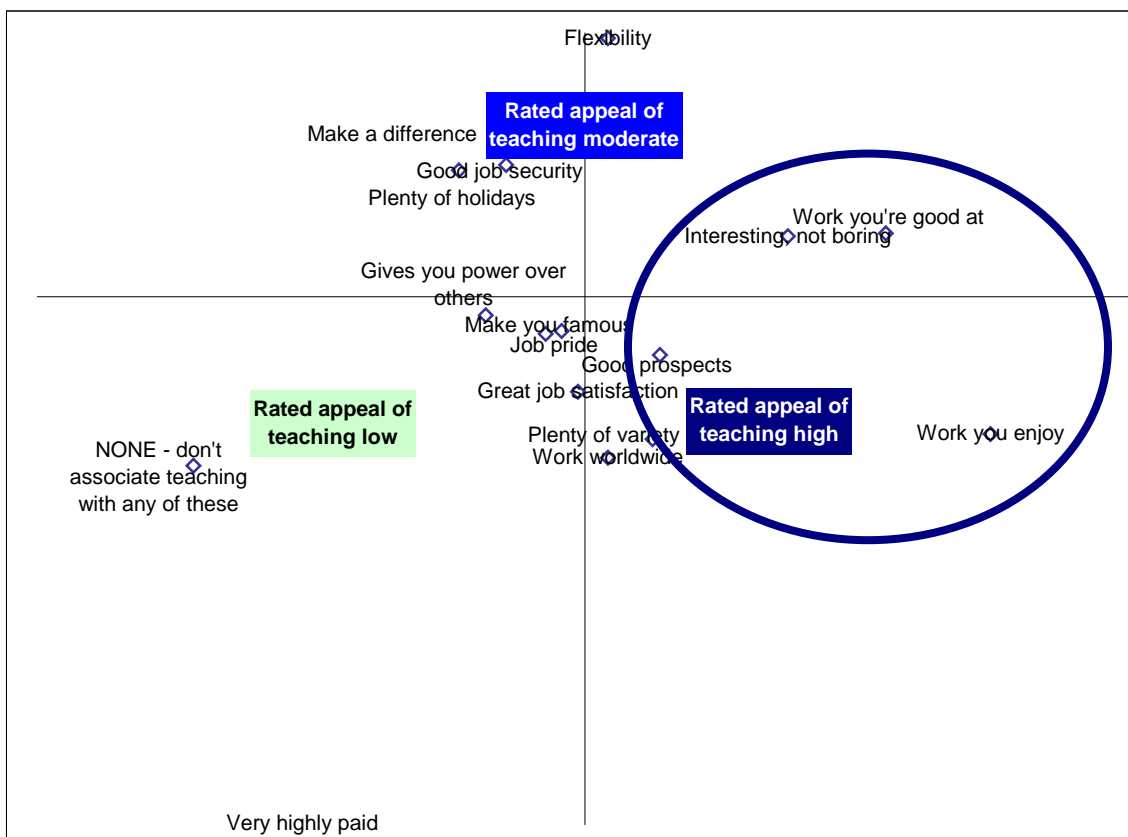 Flexibility
Rated appeal of
teaching moderate
Make a difference
Good job security
Plenty of holidays
Work you're good at
Interesting, not boring
Gives you power over
others
Make you famous
Job pride
Good prospects
Great job satisfaction
Rated appeal of
teaching low
Rated appeal of
teaching high
Plenty of variety
Work you enjoy
Work worldwide
NONE - don't
associate teaching
with any of these
Very highly paid